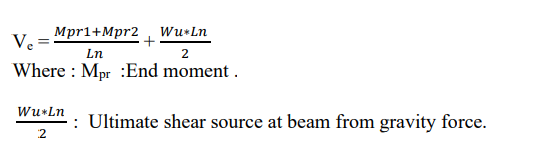 Vₑ = Mpr1+Mpr2/Ln + Wu*Ln/2
Where : Mpr :End moment .
Wu*Ln/2 : Ultimate shear source at beam from gravity force.